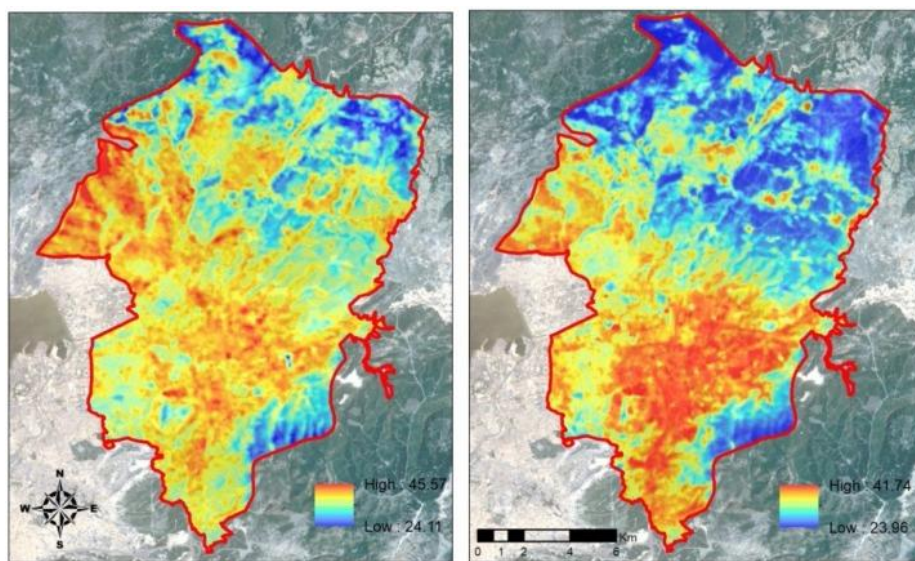 N
W E
S
High : 45.57
Low : 24.11
High : 41.74
Low : 23.96
Km
0 1 2 4 6